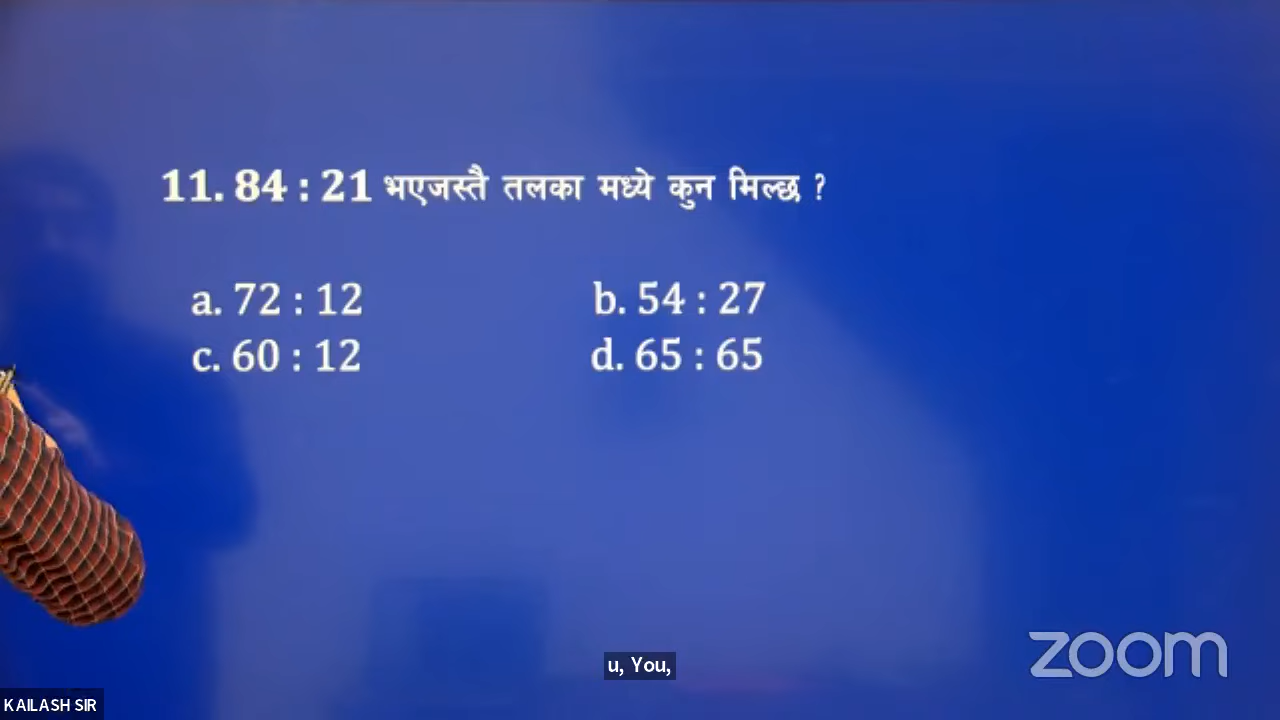 11. 84 : 21 भएजस्तै तलका मध्ये कुन मिल्छ ?
a. 72 : 12 b. 54 : 27
c. 60 : 12 d. 65 : 65
u, You,
zoom
KAILASH SIR